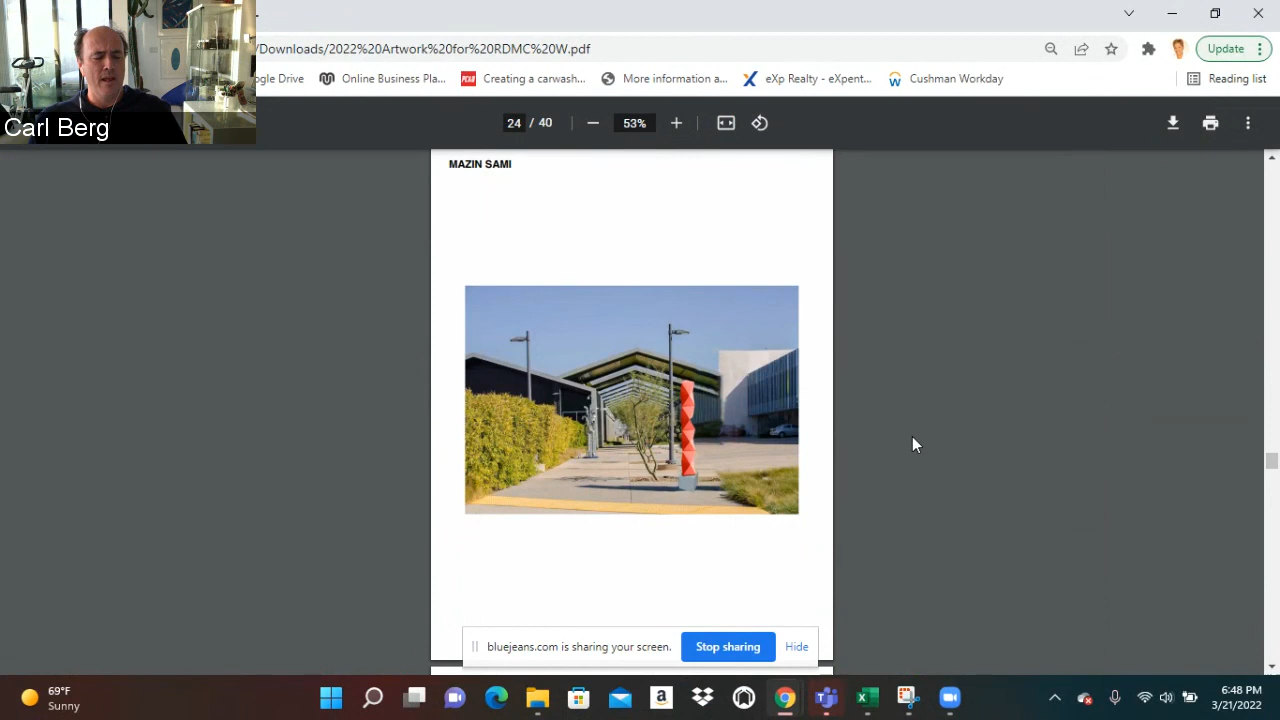 /Downloads/2022%20Artwork%20for%20RDMC%20W.pdf
Update
ogle Drive
Online Business Pla...
Creating a carwash...
More information a...
eXp Realty - eXpent...
Cushman Workday
Reading list
Carl Berg
24 / 40
53%
MAZIN SAMI
bluejeans.com is sharing your screen.
Stop sharing
Hide
69°F
Sunny
6:48 PM
3/21/2022